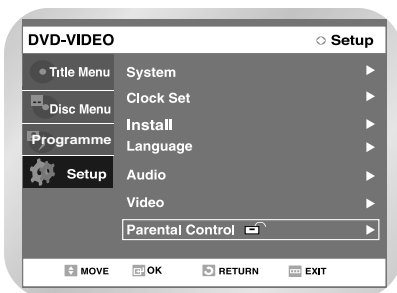 DVD-VIDEO Setup
Title Menu
Disc Menu
Programme
Setup
System
Clock Set
Install
Language
Audio
Video
Parental Control
MOVE OK RETURN EXIT